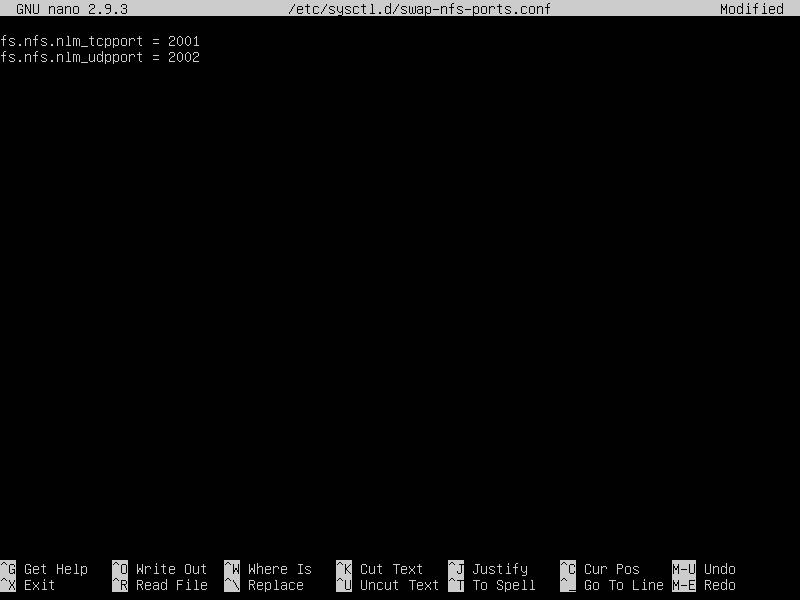 GNU nano 2.9.3 /etc/sysctl.d/swap-nfs-ports.conf Modified
fs.nfs.nlm_tcpport = 2001
fs.nfs.nlm_udpport = 2002
^G Get Help ^O Write Out ^W Where Is ^K Cut Text ^J Justify ^C Cur Pos M-U Undo
^X Exit ^R Read File ^\ Replace ^U Uncut Text ^T To Spell ^_ Go To Line M-E Redo